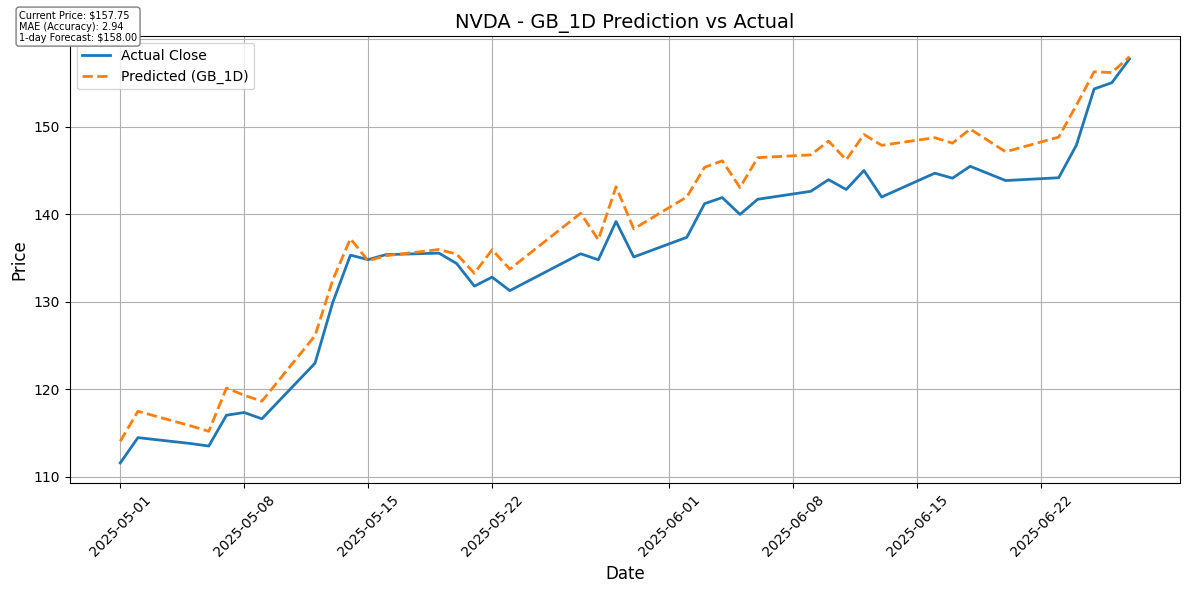 NVDA - GB_1D Prediction vs Actual
Current Price: $157.75
MAE (Accuracy): 2.94
1-day Forecast: $158.00
Actual Close
Predicted (GB_1D)
Price
150
140
130
120
110
2025-05-01
2025-05-08
2025-05-15
2025-05-22
2025-06-01
2025-06-08
2025-06-15
2025-06-22
Date